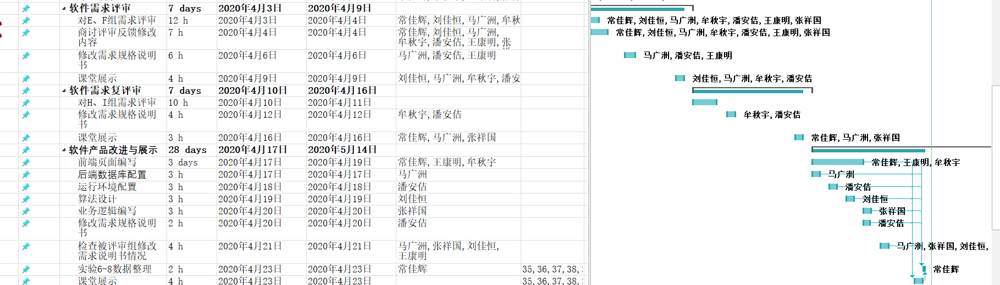 软件需求评审 7 days 2020年4月3日 2020年4月9日
对E、F组需求评审 12 h 2020年4月3日 2020年4月4日 常佳辉,刘佳恒,马广洲,牟秋 常佳辉,刘佳恒,马广洲,牟秋宇,潘安佶,王康明,张祥国
商讨评审反馈修改 7 h 2020年4月4日 2020年4月4日 常佳辉,刘佳恒,马广洲, 常佳辉,刘佳恒,马广洲,牟秋宇,潘安佶,王康明,张祥国
内容 牟秋宇,潘安佶,王康明,张
修改需求规格说明 6 h 2020年4月6日 2020年4月6日 马广洲,潘安佶,王康明 马广洲,潘安佶,王康明
书
课堂展示 4 h 2020年4月9日 2020年4月9日 刘佳恒,马广洲,牟秋宇,潘安 刘佳恒,马广洲,牟秋宇,潘安佶
软件需求复评审 7 days 2020年4月10日 2020年4月16日
对H、I组需求评审 10 h 2020年4月10日 2020年4月11日
修改需求规格说明 4 h 2020年4月12日 2020年4月12日 牟秋宇,潘安佶 牟秋宇,潘安佶
书
课堂展示 3 h 2020年4月16日 2020年4月16日 常佳辉,马广洲,张祥国 常佳辉,马广洲,张祥国
软件产品改进与展示 28 days 2020年4月17日 2020年5月14日
前端页面编写 3 days 2020年4月17日 2020年4月19日 常佳辉,王康明,牟秋宇 常佳辉,王康明,牟秋宇
后端数据库配置 3 h 2020年4月17日 2020年4月17日 马广洲 马广洲
运行环境配置 3 h 2020年4月18日 2020年4月18日 潘安佶 潘安佶
算法设计 3 h 2020年4月19日 2020年4月19日 刘佳恒 刘佳恒
业务逻辑编写 3 h 2020年4月20日 2020年4月20日 张祥国 张祥国
修改需求规格说明 2 h 2020年4月20日 2020年4月20日 潘安佶 潘安佶
书
检查被评审组修改 4 h 2020年4月21日 2020年4月21日 马广洲,张祥国,刘佳恒, 马广洲,张祥国,刘佳恒,
需求说明书情况 王康明
实验6-8数据整理 2 h 2020年4月23日 2020年4月23日 常佳辉 35,36,37,38, 常佳辉
课堂展示 4 h 2020年4月23日 2020年4月23日 35,36,37,38,